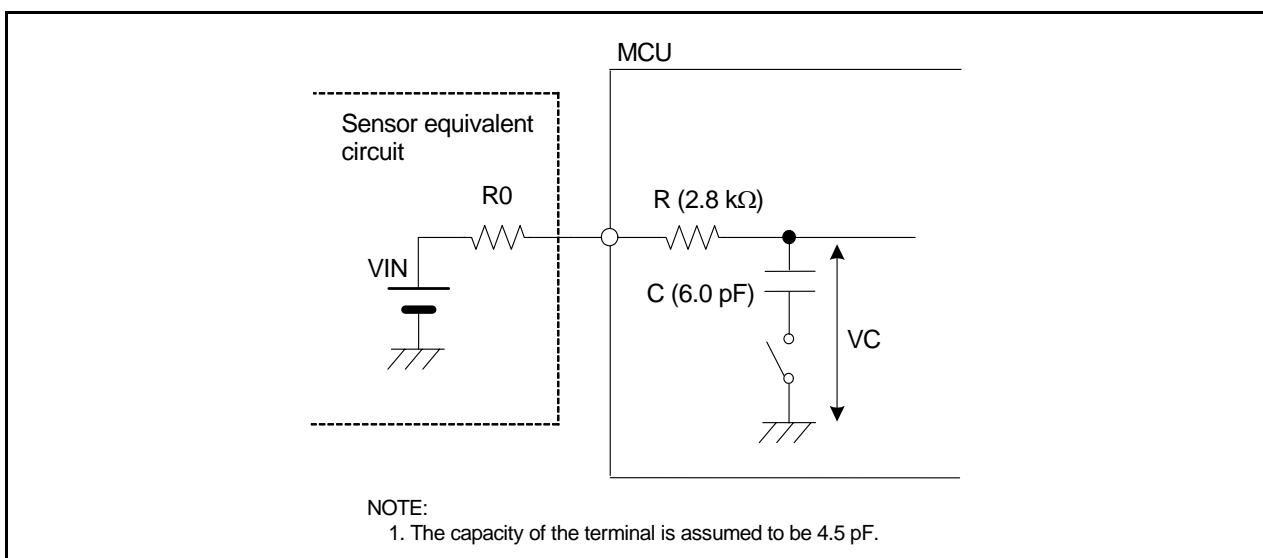 MCU
Sensor equivalent
circuit
R0
R (2.8 kΩ)
VIN
C (6.0 pF)
VC
NOTE:
1. The capacity of the terminal is assumed to be 4.5 pF.